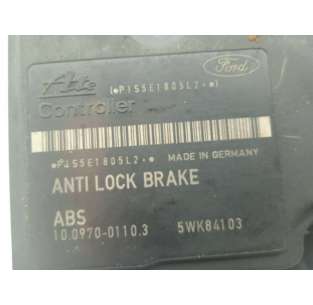 Ate (●P1S5E1805L2-●) Ford
Controller
●P1S5E1805L2-● MADE IN GERMANY
ANTI LOCK BRAKE
ABS
10.0970-0110.3 5WK84103